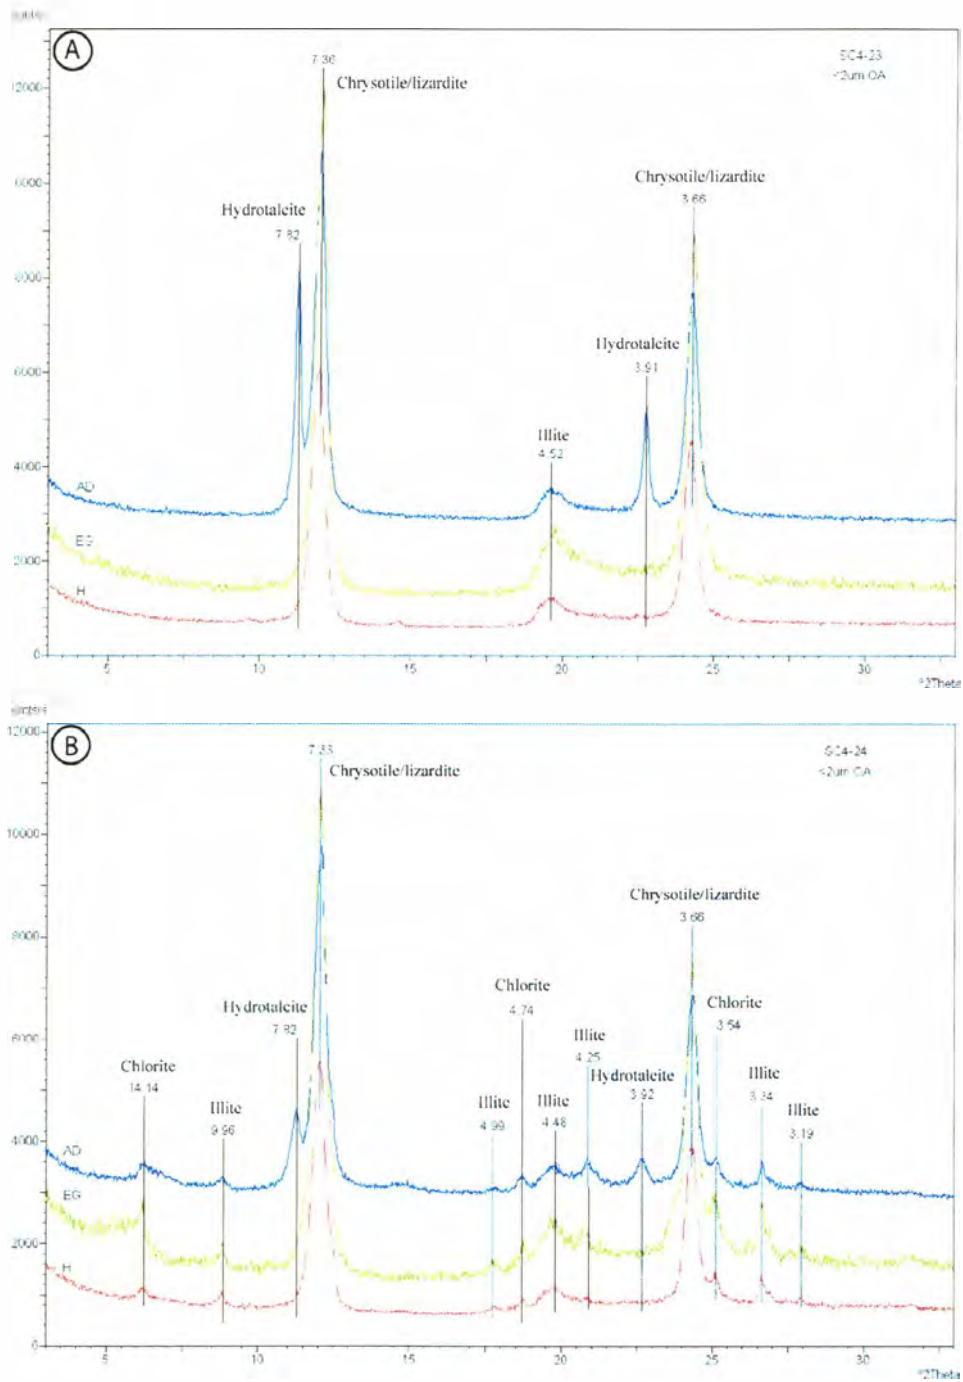 A
SC4-23
<2um OA
7.36
Chrysotile/lizardite
12000
6000
Chrysotile/lizardite
3.66
Hydrotalcite
7.82
8000
Hydrotalcite
3.91
6000
Illite
4.52
4000
AD
EG
2000
H
0
5
10
15
20
25
30
°2Theta
B
SC4-24
<2um OA
12000
7.33
Chrysotile/lizardite
10000
Chrysotile/lizardite
3.66
8000
Chlorite
4.74
Chlorite
3.54
Hydrotalcite
7.82
6000
Illite
4.25
Chlorite
14.14
Hydrotalcite
3.92
Illite
3.34
Illite
9.96
Illite
4.99
Illite
4.48
Illite
3.19
4000
AD
EG
2000
H
0
5
10
15
20
25
30
°2Theta